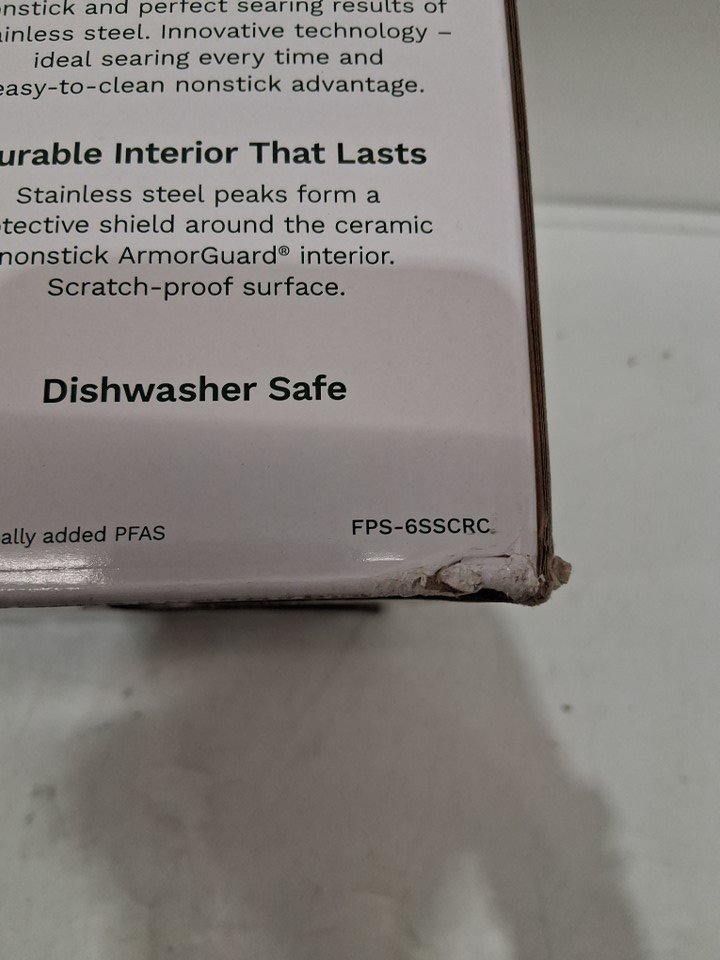 nstick and perfect searing results of
ainless steel. Innovative technology –
ideal searing every time and
easy-to-clean nonstick advantage.
urable Interior That Lasts
Stainless steel peaks form a
tective shield around the ceramic
nonstick ArmorGuard® interior.
Scratch-proof surface.
Dishwasher Safe
ally added PFAS
FPS-6SSCRC